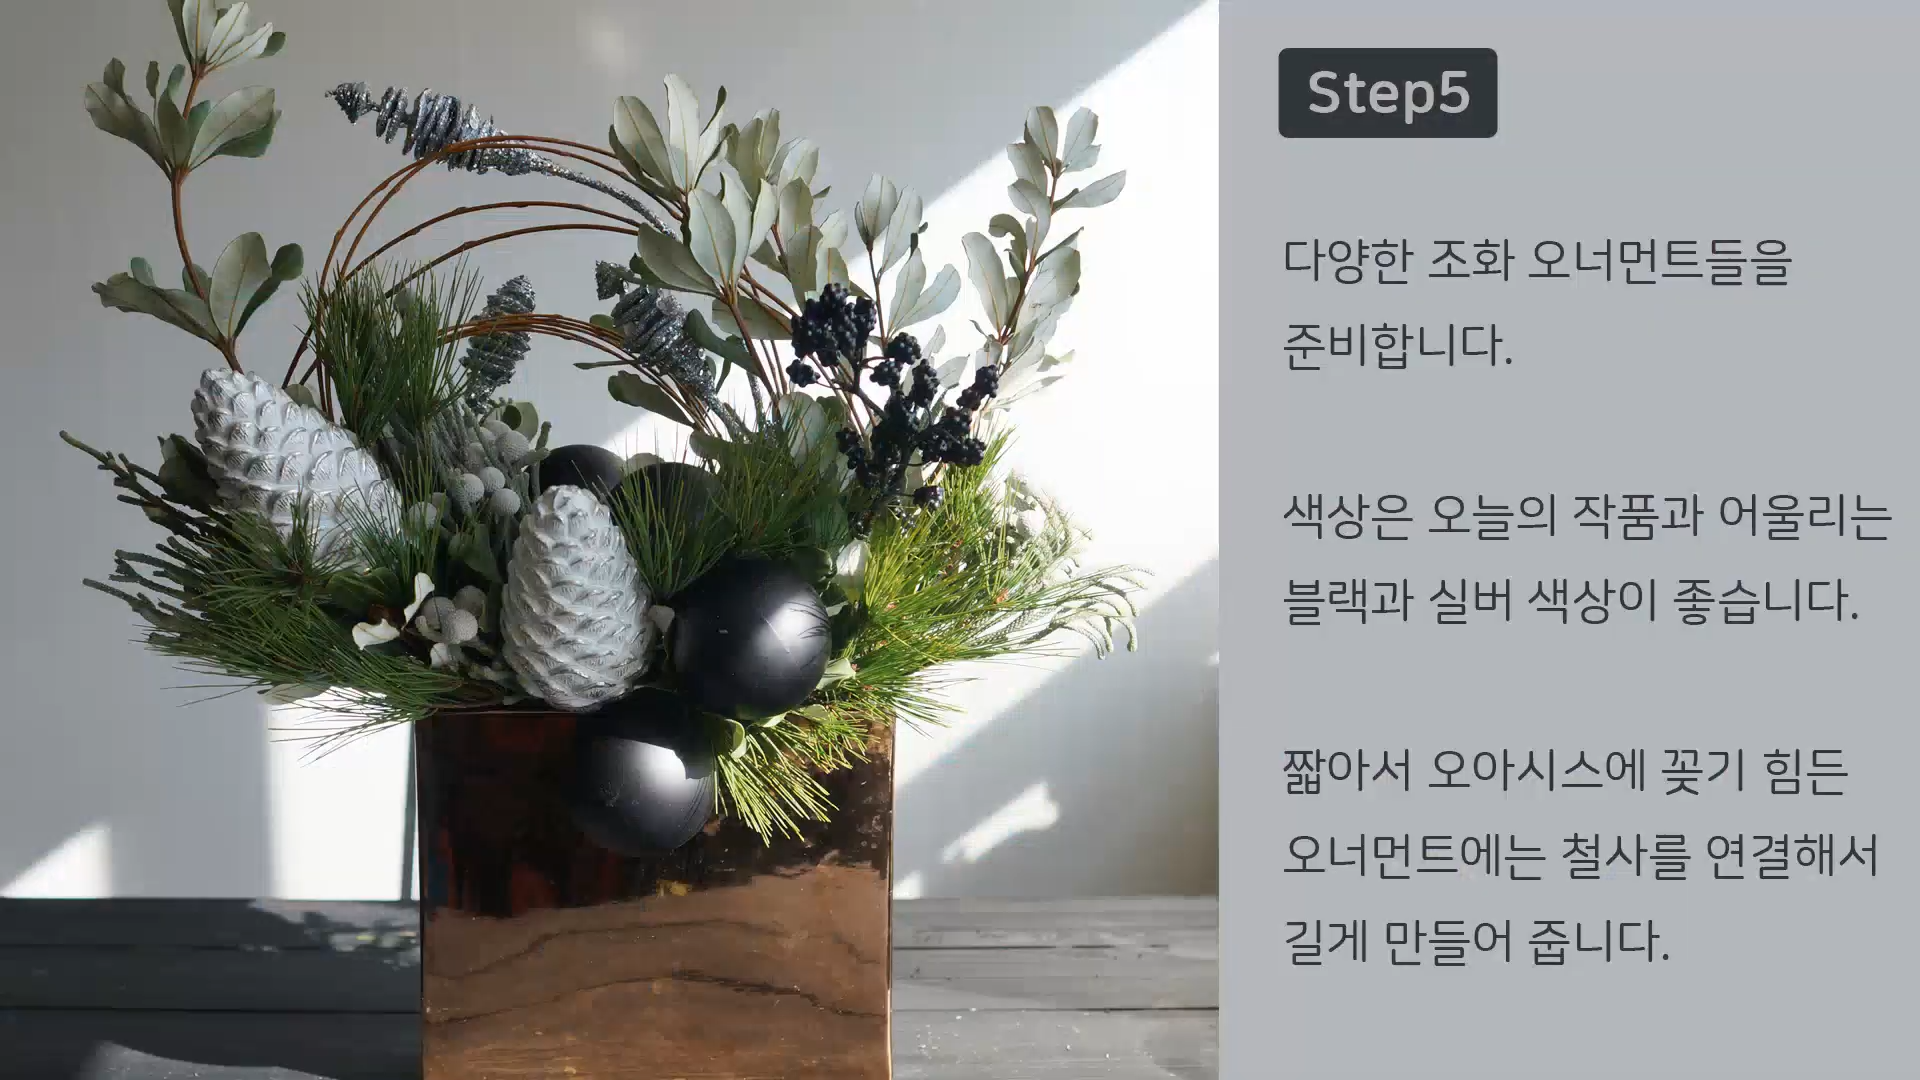 Step5
다양한 조화 오너먼트들을
준비합니다.
색상은 오늘의 작품과 어울리는
블랙과 실버 색상이 좋습니다.
짧아서 오아시스에 꽂기 힘든
오너먼트에는 철사를 연결해서
길게 만들어 줍니다.